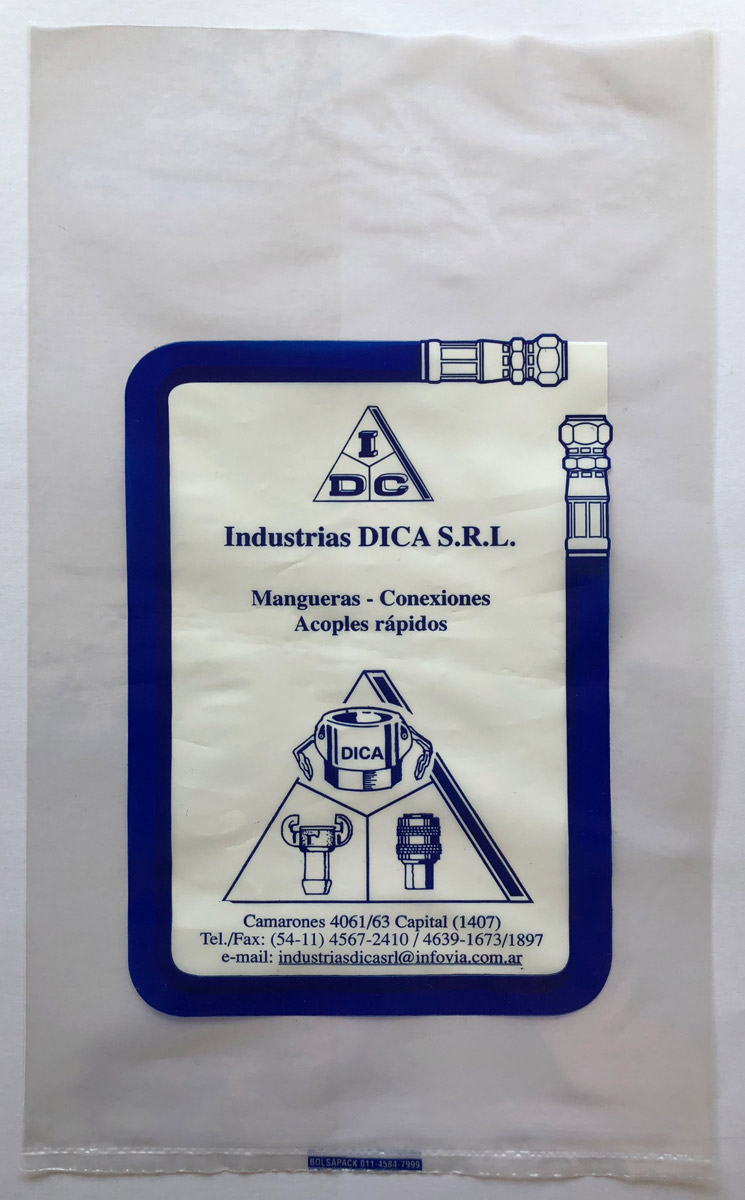 I
D C
Industrias DICA S.R.L.
Mangueras - Conexiones
Acoples rápidos
DICA
Camarones 4061/63 Capital (1407)
Tel./Fax: (54-11) 4567-2410 / 4639-1673/1897
e-mail: industriasdicasrl@infovia.com.ar
BOLSAPACK 011-4584-7999